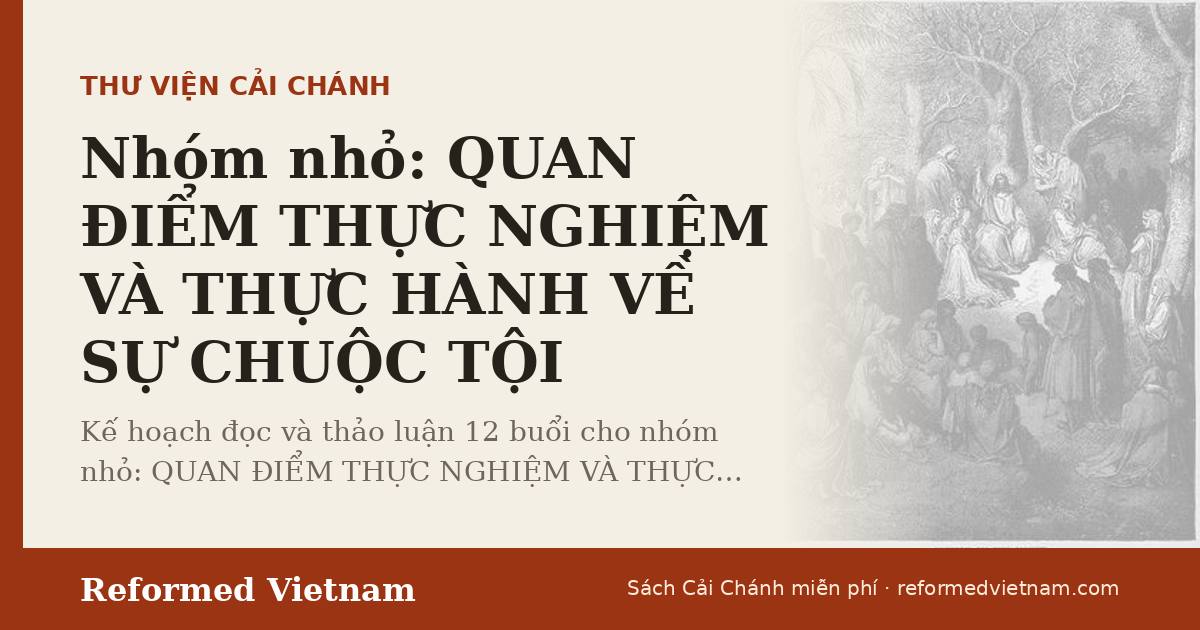 THƯ VIỆN CẢI CHÁNH
Nhóm nhỏ: QUAN
ĐIỂM THỰC NGHIỆM
VÀ THỰC HÀNH VỀ
SỰ CHUỘC TỘI
Kế hoạch đọc và thảo luận 12 buổi cho nhóm
nhỏ: QUAN ĐIỂM THỰC NGHIỆM VÀ THỰC...
Reformed Vietnam
Sách Cải Chánh miễn phí · reformedvietnam.com